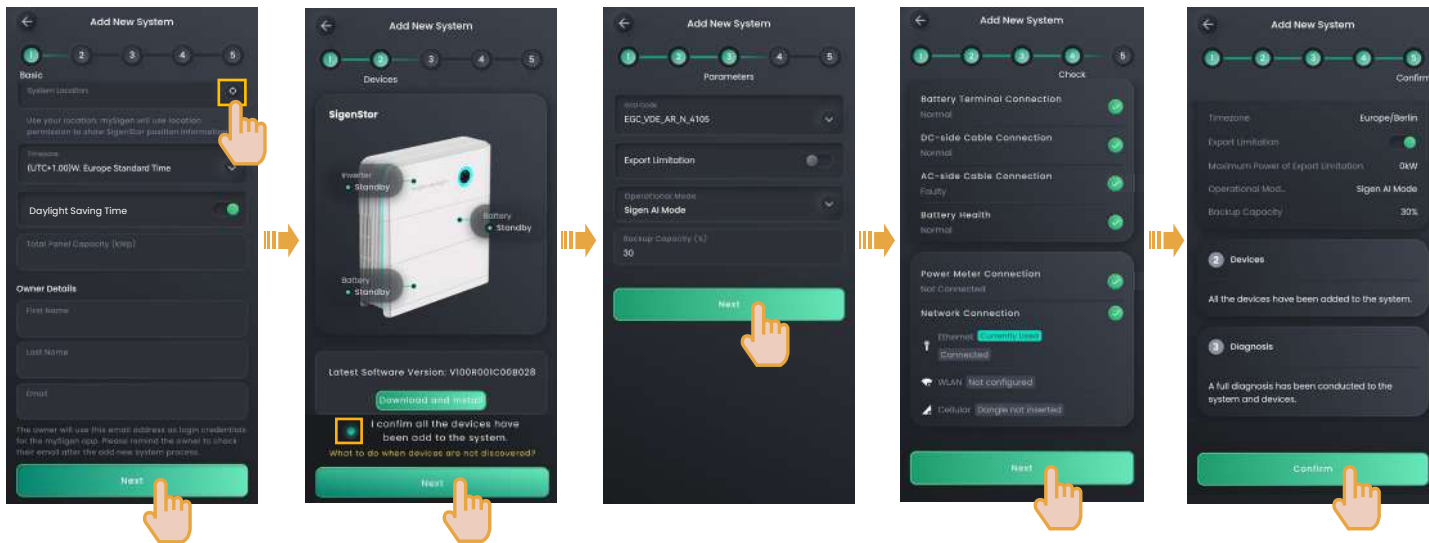 Add New System
1
2
3
4
5
Basic
System Location
Use your location: mySigen will use location
permission to show SigenStor position information
Timezone
(UTC+1.00)W. Europe Standard Time
Daylight Saving Time
Total Panel Capacity (kWp)
Owner Details
First Name
Last Name
Email
The owner will use this email address as login credentials
for the mySigen app. Please remind the owner to check
their email after the add new system process.
Next
Add New System
1
2
3
4
5
Devices
SigenStor
Inverter
Standby
Battery
Standby
Battery
Standby
Latest Software Version: V100R001C00B028
Download and Install
I confim all the devices have
been add to the system.
What to do when devices are not discovered?
Next
Add New System
1
2
3
4
5
Parameters
Grid Code
EGC_VDE_AR_N_4105
Export Limitation
Operational Mode
Sigen AI Mode
Backup Capacity (%)
30
Next
Add New System
1
2
3
4
5
Check
Battery Terminal Connection
Normal
DC-side Cable Connection
Normal
AC-side Cable Connection
Faulty
Battery Health
Normal
Power Meter Connection
Not Connected
Network Connection
Ethernet Currently Used
Connected
WLAN Not configured
Cellular Dongle not inserted
Next
Add New System
1
2
3
4
5
Confirm
Timezone Europe/Berlin
Export Limitation
Maximum Power of Export Limitation 0kW
Operational Mod... Sigen AI Mode
Backup Capacity 30%
2 Devices
All the devices have been added to the system.
3 Diagnosis
A full diagnosis has been conducted to the
system and devices.
Confirm